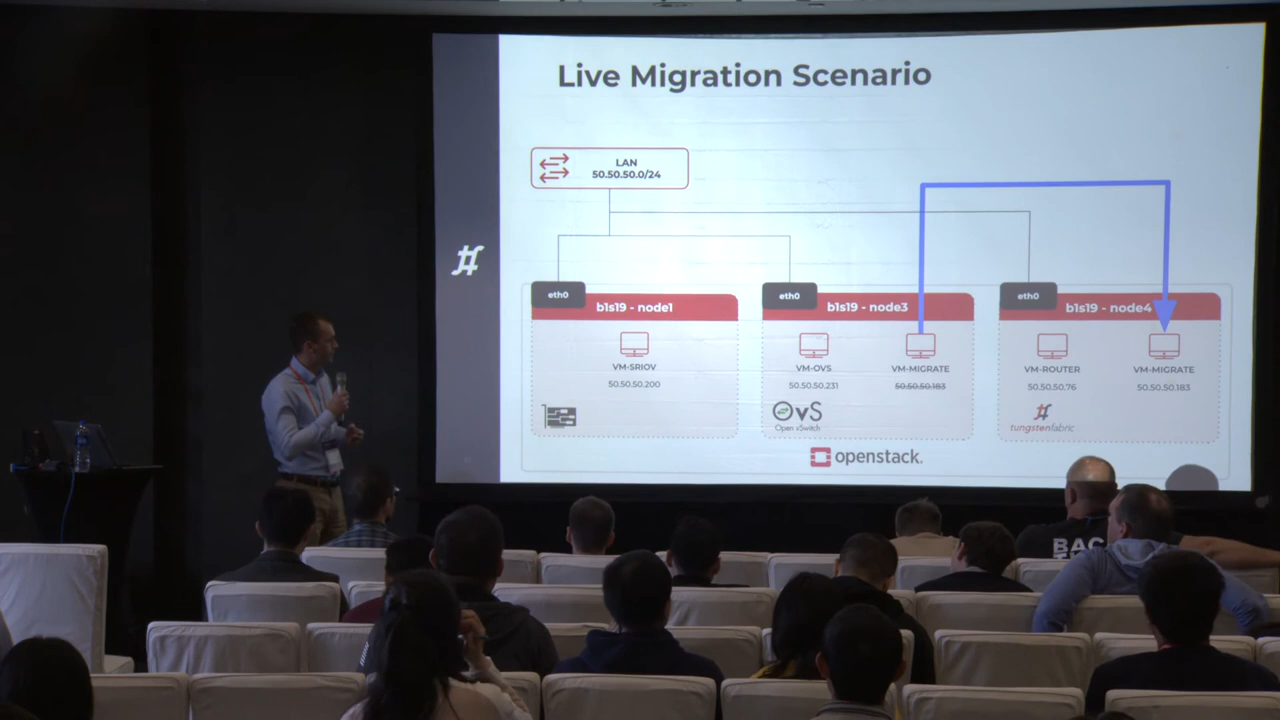 Live Migration Scenario
LAN
50.50.50.0/24
eth0
b1s19 - node1
VM-SRIOV
50.50.50.200
eth0
b1s19 - node3
VM-OVS
50.50.50.231
VM-MIGRATE
50.50.50.183
OvS
Open vSwitch
eth0
b1s19 - node4
VM-ROUTER
50.50.50.76
VM-MIGRATE
50.50.50.183
tungstenfabric
openstack.
BAC